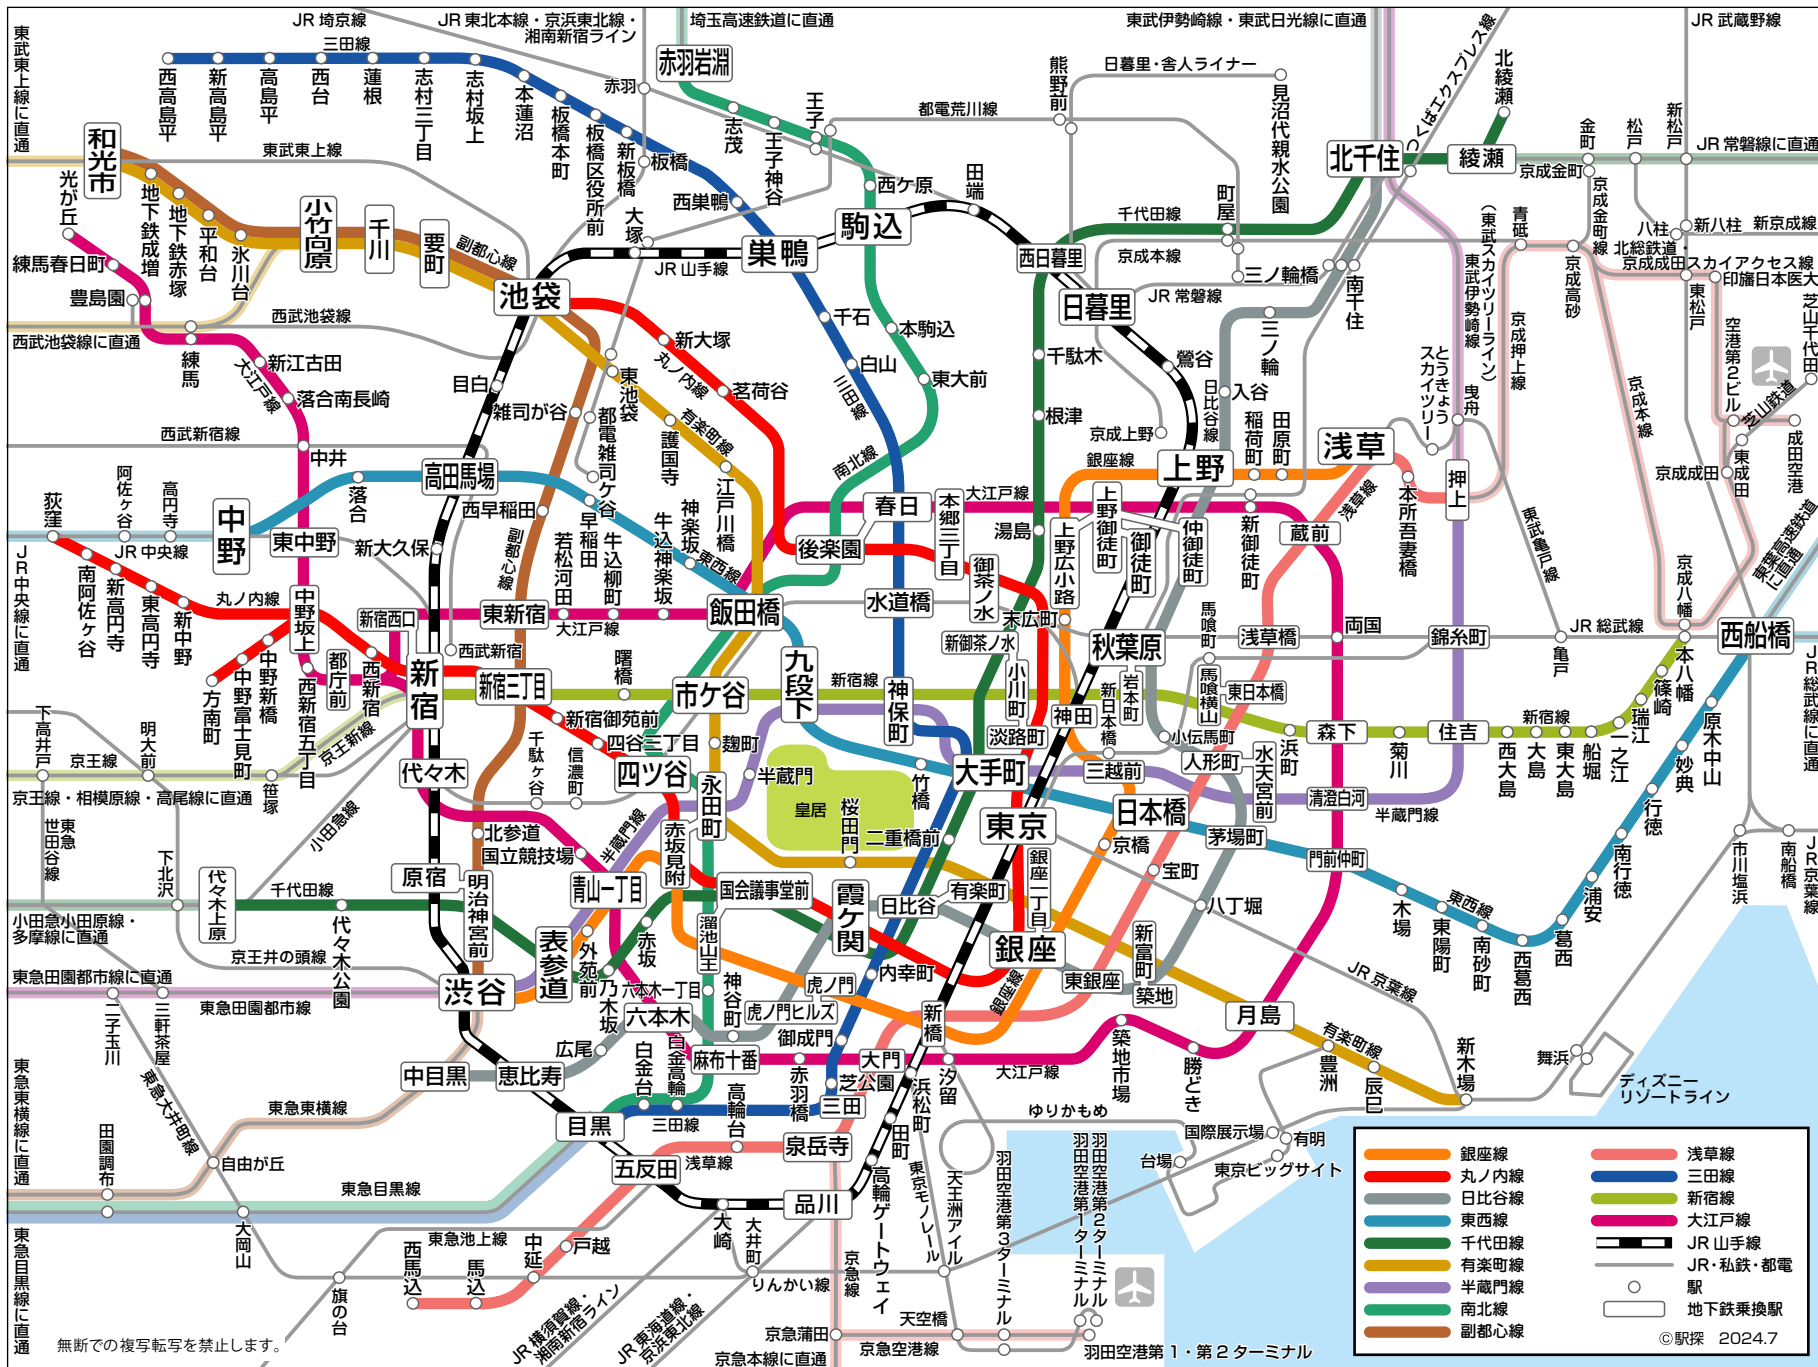 JR 埼京線
JR 東北本線・京浜東北線・
湘南新宿ライン
埼玉高速鉄道に直通
東武伊勢崎線・東武日光線に直通
つくばエクスプレス線
JR 武蔵野線
東武東上線に直通
三田線
西高島平
新高島平
高島平
西台
蓮根
志村三丁目
志村坂上
本蓮沼
板橋本町
板橋区役所前
新板橋
板橋
西巣鴨
赤羽
赤羽岩淵
志茂
王子神谷
王子
都電荒川線
熊野前
日暮里・舎人ライナー
見沼代親水公園
北綾瀬
北千住
綾瀬
金町
京成金町
松戸
新松戸
JR 常磐線に直通
和光市
東武東上線
光が丘
地下鉄成増
地下鉄赤塚
平和台
氷川台
小竹向原
千川
要町
副都心線
練馬春日町
豊島園
西武池袋線に直通
西武池袋線
練馬
大江戸線
新江古田
落合南長崎
西武新宿線
中井
池袋
大塚
JR 山手線
巣鴨
駒込
西ケ原
田端
西日暮里
千代田線
町屋
京成本線
三ノ輪橋
日暮里
JR 常磐線
南千住
三ノ輪
京成金町線
青砥
八柱
新八柱
新京成線
北総鉄道・
京成成田スカイアクセス線
印旛日本医大
東松戸
京成高砂
芝山千代田
空港第2ビル
芝山鉄道
成田空港
東成田
京成成田
京成本線
京成押上線
(東武スカイツリーライン)
東武伊勢崎線
曳舟
とうきょう
スカイツリー
押上
目白
雑司が谷
都電雑司ケ谷
東池袋
新大塚
丸ノ内線
茗荷谷
有楽町線
護国寺
江戸川橋
千石
白山
三田線
本駒込
東大前
南北線
千駄木
根津
湯島
京成上野
鶯谷
日比谷線
入谷
稲荷町
田原町
銀座線
上野
浅草
浅草線
本所吾妻橋
高田馬場
西早稲田
副都心線
早稲田
若松河田
牛込柳町
牛込神楽坂
神楽坂
東西線
春日
後楽園
本郷三丁目
大江戸線
御茶ノ水
上野広小路
上野御徒町
御徒町
仲御徒町
新御徒町
蔵前
東武亀戸線
京成八幡
東葉高速鉄道
に直通
荻窪
阿佐ヶ谷
高円寺
JR 中央線
JR中央線に直通
中野
落合
東中野
新大久保
南阿佐ヶ谷
新高円寺
東高円寺
新中野
丸ノ内線
中野坂上
新宿西口
東新宿
大江戸線
飯田橋
水道橋
末広町
新御茶ノ水
秋葉原
馬喰町
浅草橋
両国
錦糸町
亀戸
JR 総武線
西船橋
JR総武線に直通
方南町
中野富士見町
中野新橋
西新宿五丁目
都庁前
西新宿
新宿
西武新宿
新宿三丁目
曙橋
市ケ谷
九段下
新宿線
神保町
小川町
淡路町
神田
新日本橋
岩本町
小伝馬町
馬喰横山
東日本橋
人形町
水天宮前
浜町
森下
菊川
住吉
新宿線
西大島
大島
東大島
船堀
一之江
瑞江
篠崎
本八幡
原木中山
妙典
行徳
南行徳
浦安
葛西
西葛西
南砂町
東陽町
木場
東西線
門前仲町
清澄白河
半蔵門線
下高井戸
明大前
京王線
京王新線
笹塚
京王線・相模原線・高尾線に直通
東急
世田谷線
下北沢
小田急線
代々木
千駄ヶ谷
信濃町
新宿御苑前
四谷三丁目
四ツ谷
麹町
半蔵門
永田町
皇居
桜田門
竹橋
二重橋前
大手町
三越前
日本橋
茅場町
東京
京橋
宝町
八丁堀
銀座一丁目
有楽町
日比谷
霞ケ関
銀座
東銀座
新富町
築地
北参道
国立競技場
半蔵門線
青山一丁目
赤坂見附
国会議事堂前
溜池山王
原宿
明治神宮前
代々木上原
千代田線
代々木公園
小田急小田原線・
多摩線に直通
京王井の頭線
東急田園都市線に直通
東急田園都市線
二子玉川
三軒茶屋
渋谷
表参道
外苑前
乃木坂
赤坂
六本木一丁目
六本木
神谷町
虎ノ門
虎ノ門ヒルズ
内幸町
新橋
銀座線
御成門
月島
築地市場
勝どき
有楽町線
豊洲
辰巳
新木場
JR 京葉線
市川塩浜
南船橋
JR京葉線
舞浜
ディズニー
リゾートライン
東急東横線に直通
東急大井町線
中目黒
恵比寿
広尾
白金台
白金高輪
麻布十番
赤羽橋
大門
芝公園
三田
浜松町
汐留
大江戸線
ゆりかもめ
東急東横線
田園調布
自由が丘
目黒
三田線
高輪台
泉岳寺
田町
五反田
浅草線
品川
高輪ゲートウェイ
東京モノレール
天王洲アイル
国際展示場
有明
台場
東京ビッグサイト
東急目黒線に直通
東急目黒線
大岡山
東急池上線
旗の台
西馬込
馬込
中延
戸越
大崎
大井町
りんかい線
JR 横須賀線・
湘南新宿ライン
JR 東海道線・
京浜東北線
京急線
京急蒲田
京急本線に直通
京急空港線
天空橋
羽田空港第3ターミナル
羽田空港第1ターミナル
羽田空港第2ターミナル
羽田空港第1・第2ターミナル
銀座線
丸ノ内線
日比谷線
東西線
千代田線
有楽町線
半蔵門線
南北線
副都心線
浅草線
三田線
新宿線
大江戸線
JR 山手線
JR・私鉄・都電
駅
地下鉄乗換駅
©駅探 2024.7
無断での複写転写を禁止します。